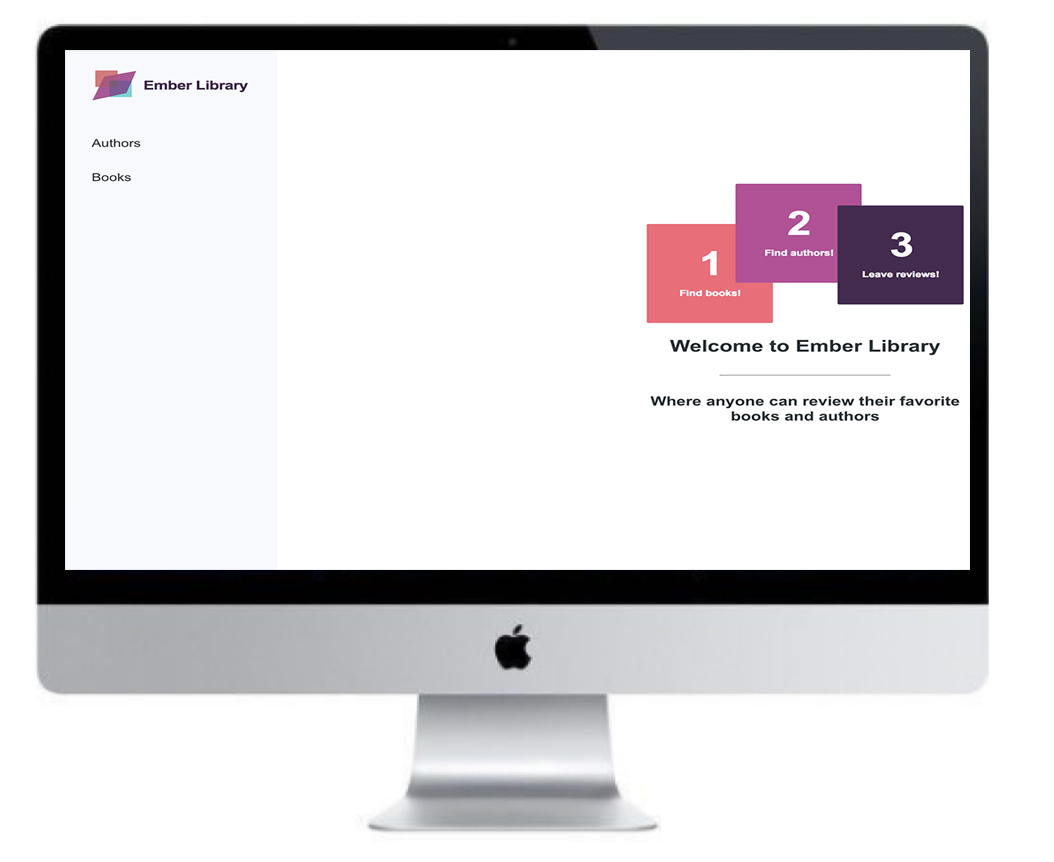 Ember Library
Authors
Books
1
Find books!
2
Find authors!
3
Leave reviews!
Welcome to Ember Library
Where anyone can review their favorite
books and authors